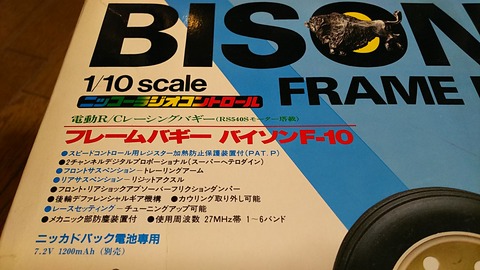 BISON
1/10 scale
FRAME
ニッコーラジオコントロール
電動R/Cレーシングバギー(RS540Sモーター搭載)
フレームバギー バイソンF-10
●スピードコントロール用レジスター加熱防止保護装置付(PAT.P)
●2チャンネルデジタルプロポーショナル(スーパーヘテロダイン)
●フロントサスペンション―トレーリングアーム
●リアサスペンション―リジットアクスル
●フロント・リアショックアブソーバーフリクションダンパー
●後輪デファレンシャルギア機構 ●カウリング取り外し可能
●レースセッティング―チューニングアップ可能
●メカニック部防塵装置付 ●使用周波数 27MHz帯 1〜6バンド
ニッカドパック電池専用
7.2V 1200mAh(別売)